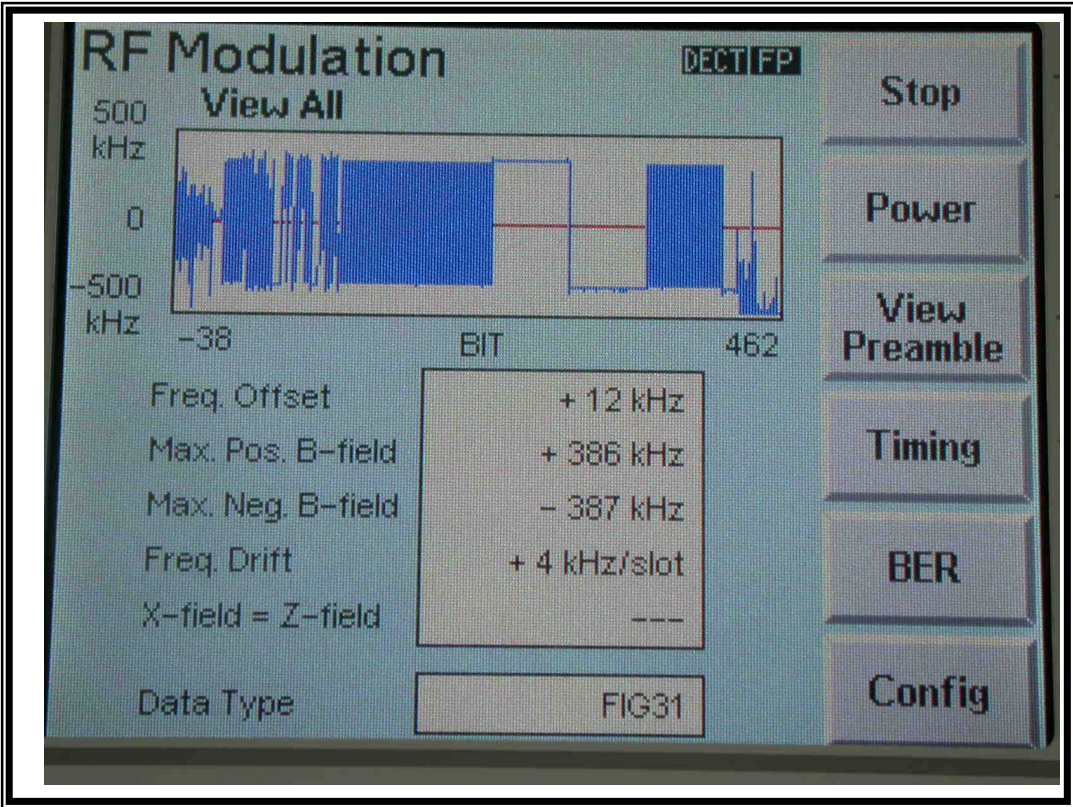 RF Modulation DECT FP
View All
500
kHz
0
-500
kHz
-38 BIT 462
Freq. Offset + 12 kHz
Max. Pos. B-field + 386 kHz
Max. Neg. B-field - 387 kHz
Freq. Drift + 4 kHz/slot
X-field = Z-field ---
Data Type FIG31
Stop
Power
View
Preamble
Timing
BER
Config